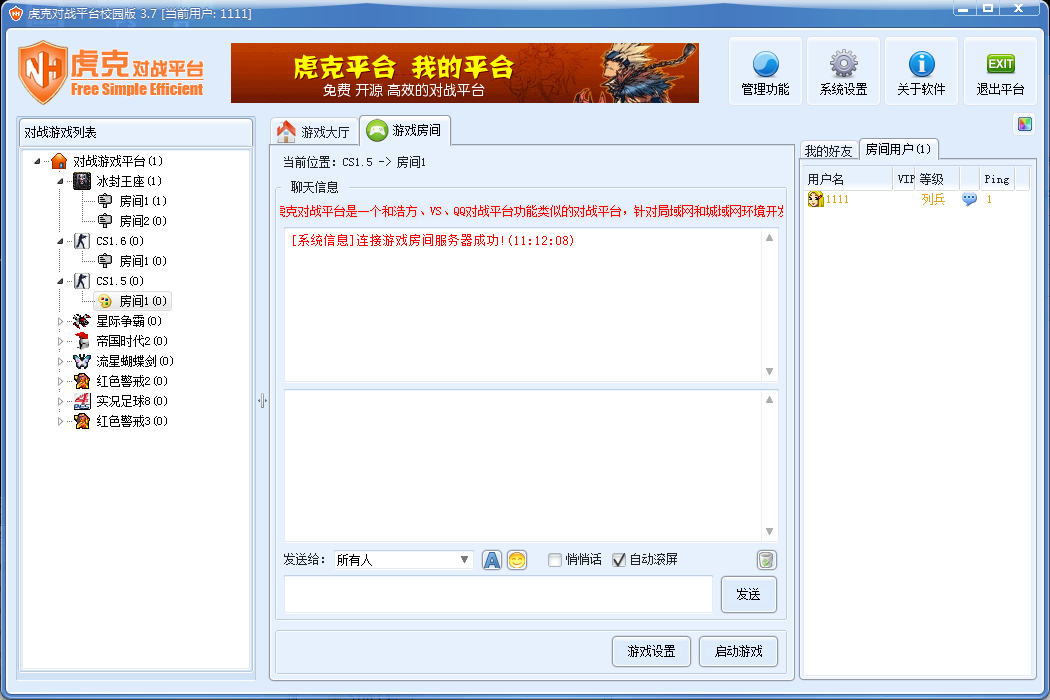 虎克对战平台校园版 3.7 [当前用户: 1111]
虎克对战平台
Free Simple Efficient
虎克平台 我的平台
免费 开源 高效的对战平台
管理功能
系统设置
关于软件
EXIT
退出平台
对战游戏列表
对战游戏平台(1)
冰封王座(1)
房间1(1)
房间2(0)
CS1.6(0)
房间1(0)
CS1.5(0)
房间1(0)
星际争霸(0)
帝国时代2(0)
流星蝴蝶剑(0)
红色警戒2(0)
实况足球8(0)
红色警戒3(0)
游戏大厅
游戏房间
当前位置: CS1.5 -> 房间1
聊天信息
虎克对战平台是一个和浩方、VS、QQ对战平台功能类似的对战平台，针对局域网和城域网环境开发
[系统信息]连接游戏房间服务器成功!(11:12:08)
发送给:
所有人
悄悄话
自动滚屏
发送
游戏设置
启动游戏
我的好友
房间用户(1)
用户名 VIP 等级 Ping
1111 列兵 1